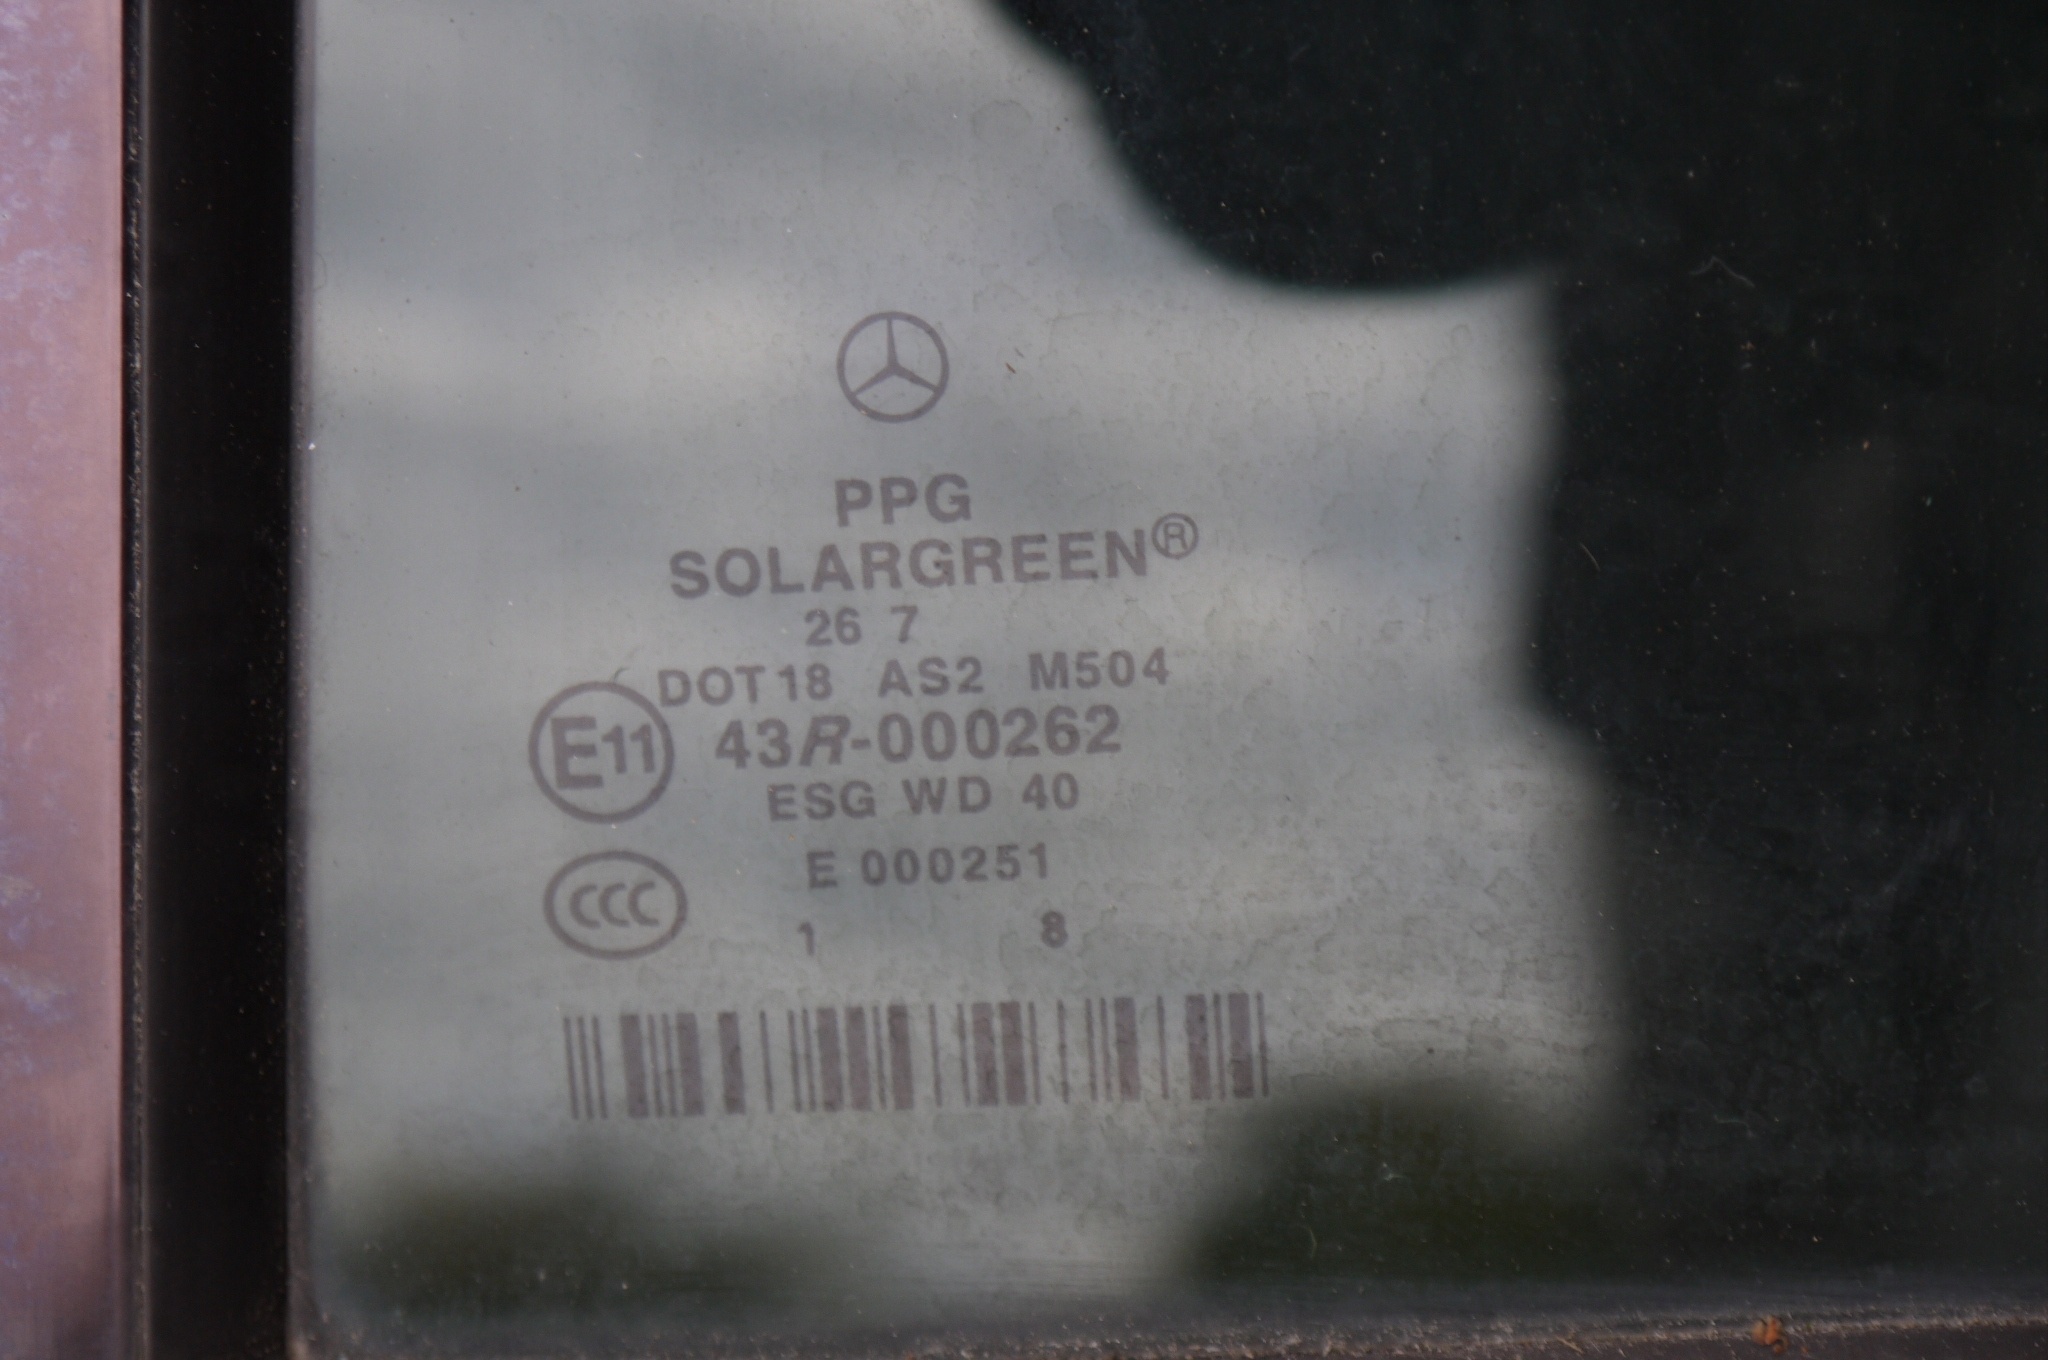 PPG
SOLARGREEN®
26 7
DOT18 AS2 M504
E11 43R-000262
ESG WD 40
E 000251
CCC
1 8